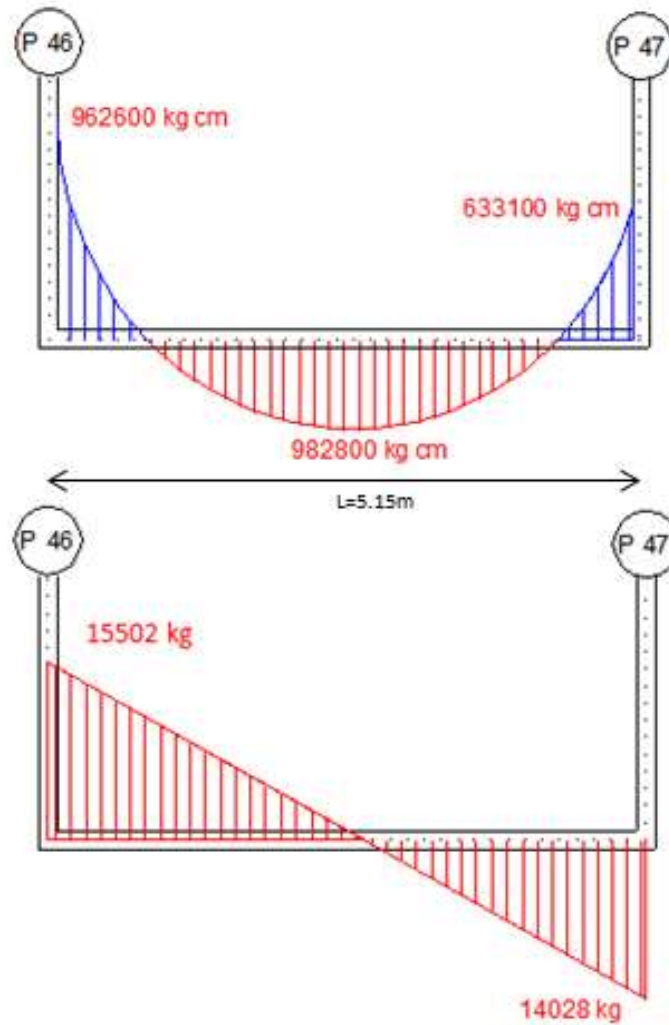 P 46
P 47
962600 kg cm
633100 kg cm
982800 kg cm
L=5.15m
P 46
P 47
15502 kg
14028 kg